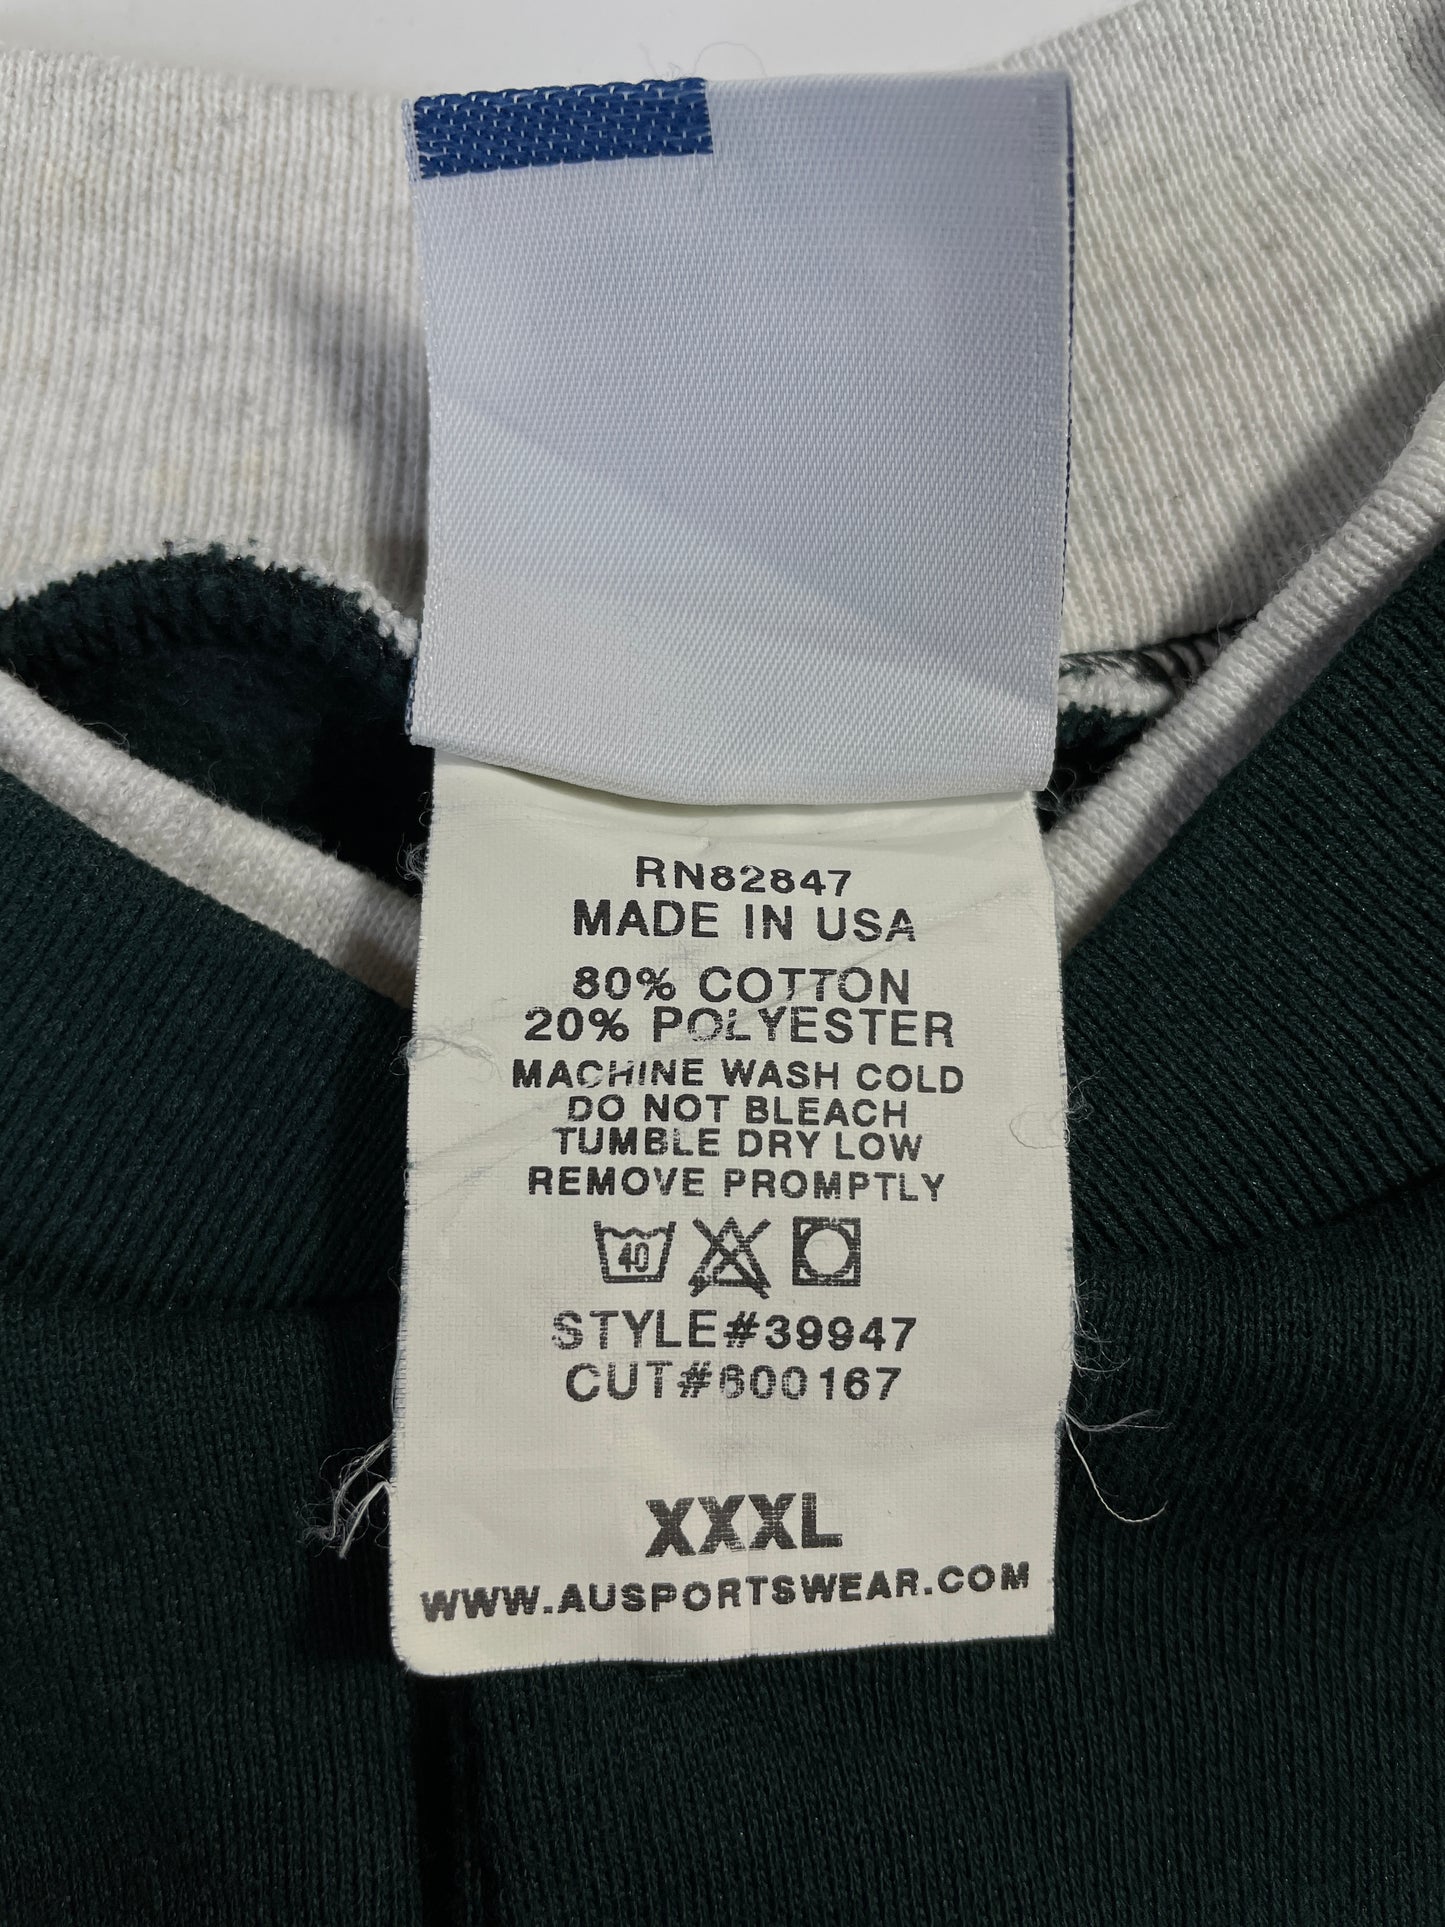 RN82847
MADE IN USA
80% COTTON
20% POLYESTER
MACHINE WASH COLD
DO NOT BLEACH
TUMBLE DRY LOW
REMOVE PROMPTLY
40
STYLE#39947
CUT#600167
XXXL
WWW.AUSPORTSWEAR.COM